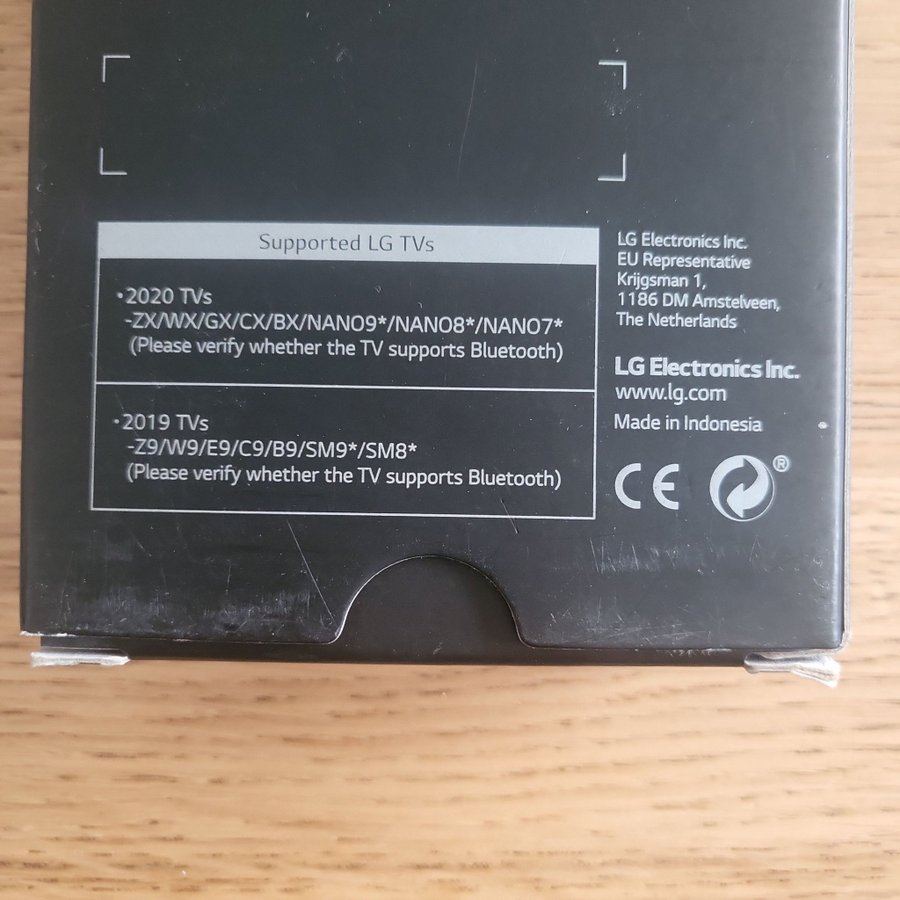 Supported LG TVs
•2020 TVs
-ZX/WX/GX/CX/BX/NANO9*/NANO8*/NANO7*
(Please verify whether the TV supports Bluetooth)
•2019 TVs
-Z9/W9/E9/C9/B9/SM9*/SM8*
(Please verify whether the TV supports Bluetooth)
LG Electronics Inc.
EU Representative
Krijgsman 1,
1186 DM Amstelveen,
The Netherlands
LG Electronics Inc.
www.lg.com
Made in Indonesia
CE ®